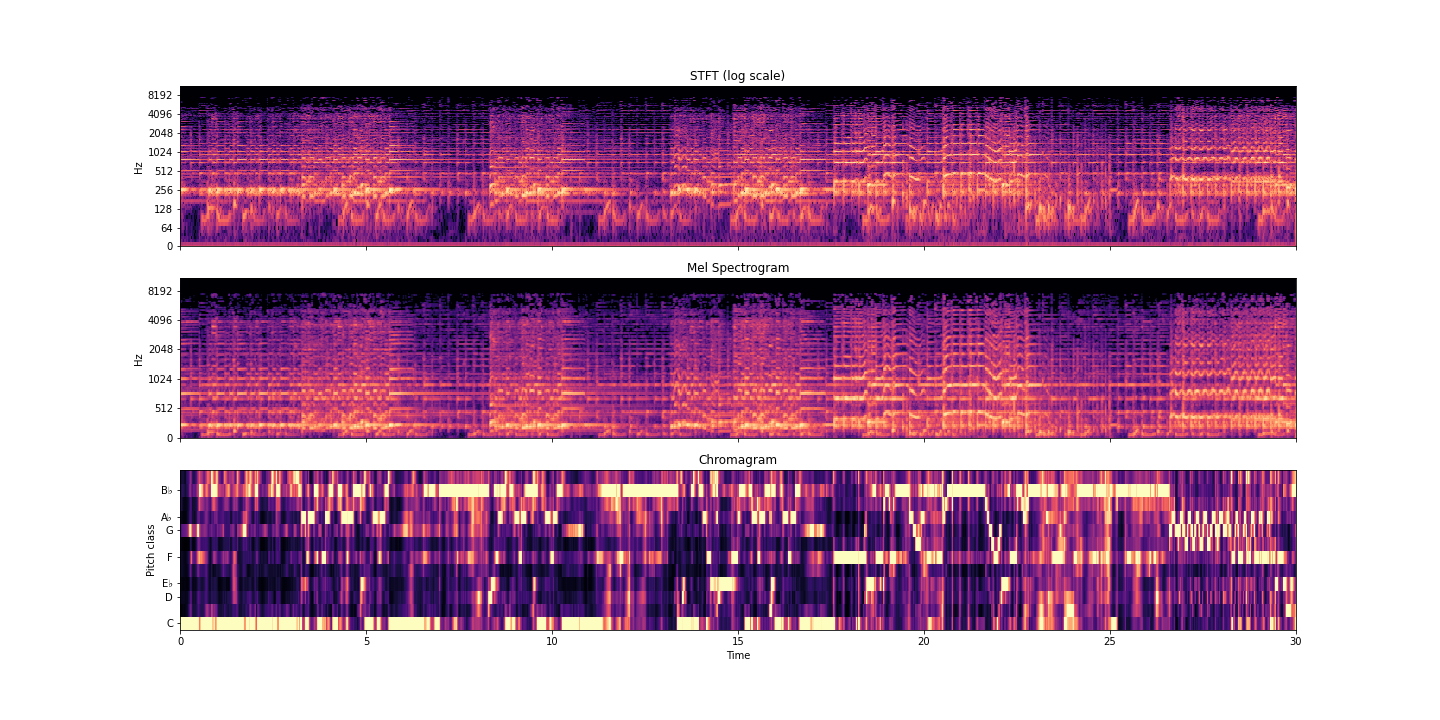 STFT (log scale)
8192
4096
2048
1024
512
256
128
64
0
Hz
Mel Spectrogram
8192
4096
2048
1024
512
0
Hz
Chromagram
B♭
A♭
G
F
E♭
D
C
Pitch class
0 5 10 15 20 25 30
Time